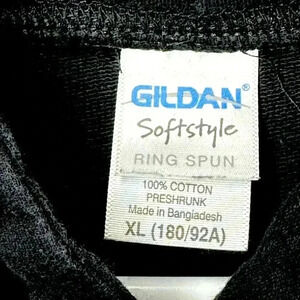 GILDAN®
Softstyle
RING SPUN
100% COTTON
PRESHRUNK
Made in Bangladesh
XL (180/92A)